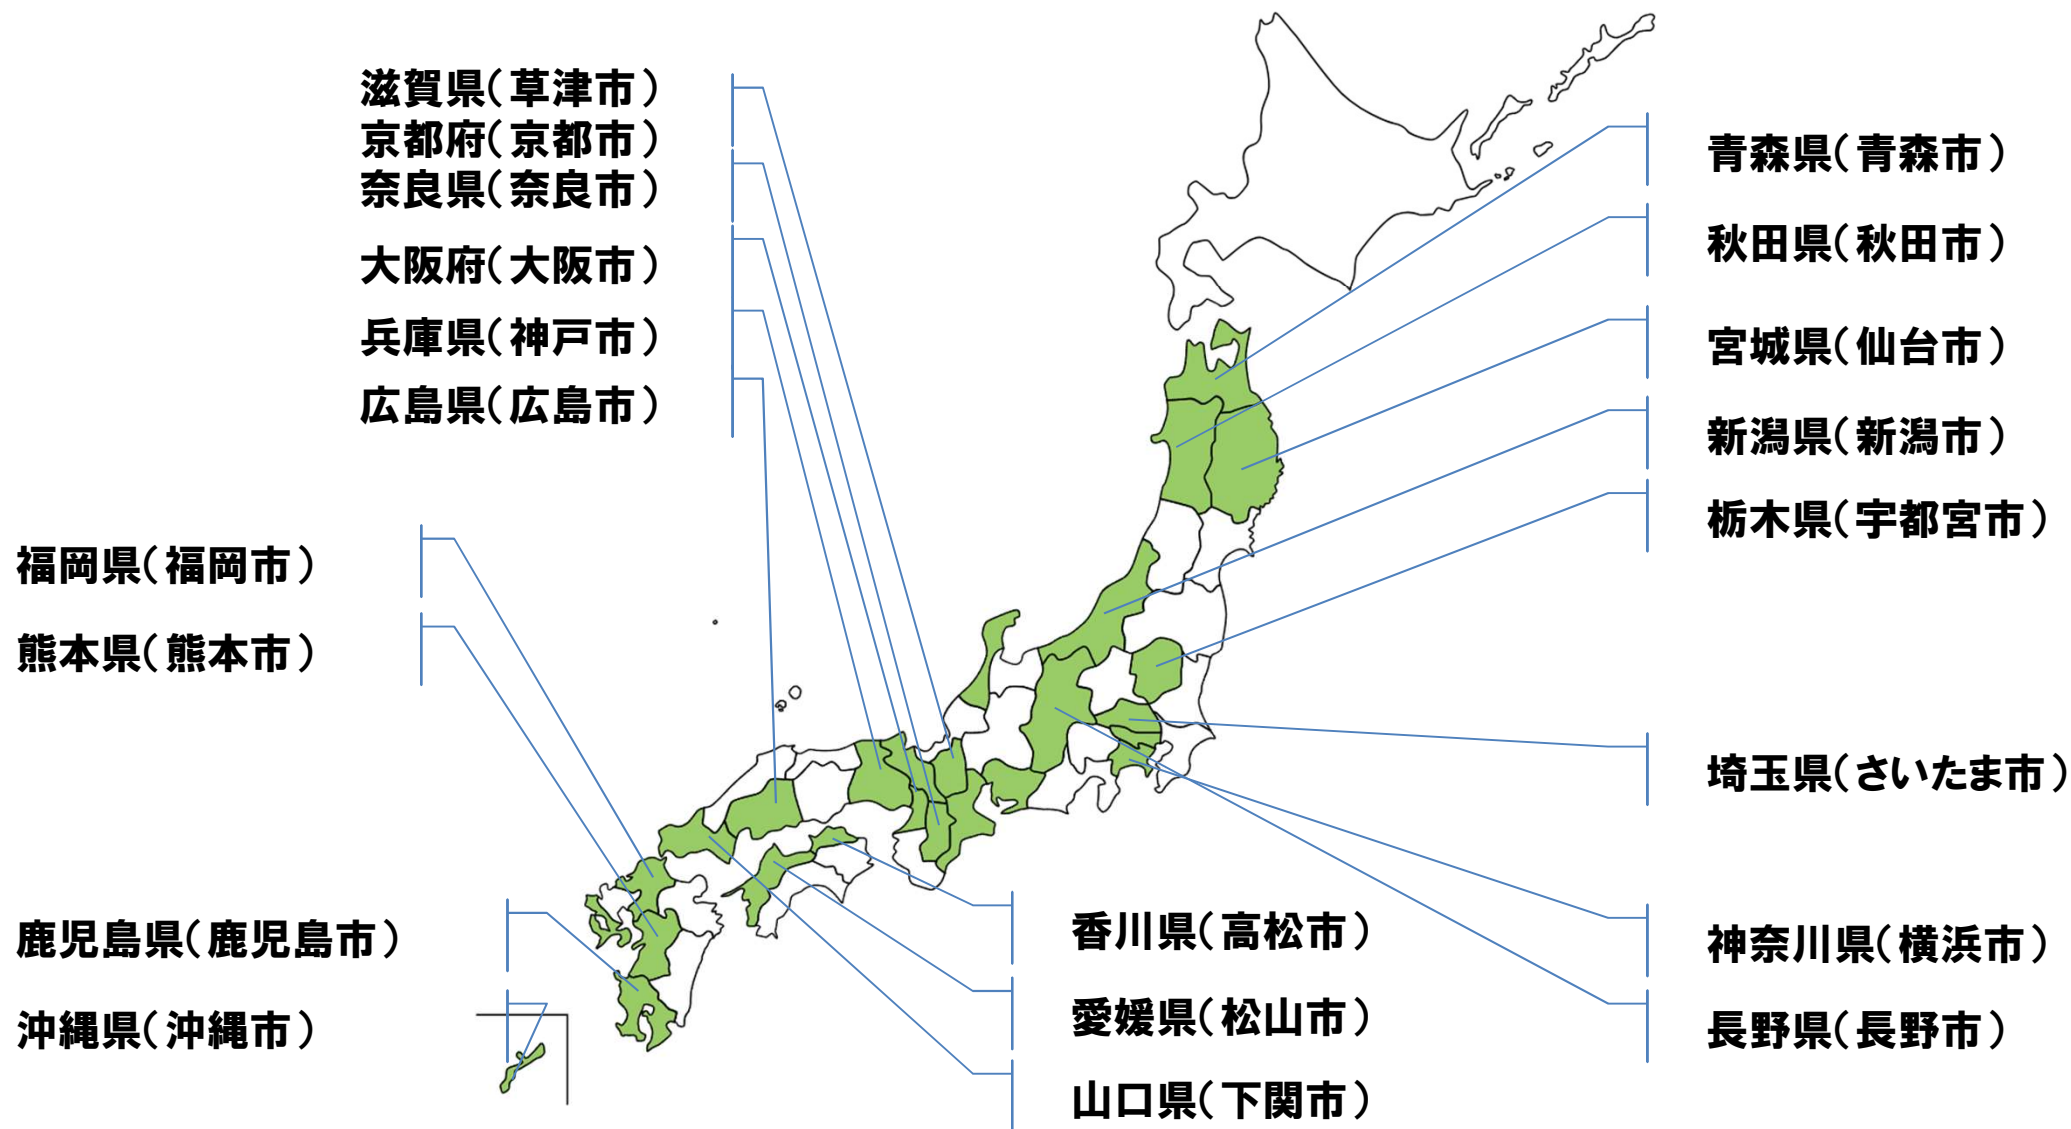 滋賀県（草津市）
京都府（京都市）
奈良県（奈良市）
大阪府（大阪市）
兵庫県（神戸市）
広島県（広島市）
福岡県（福岡市）
熊本県（熊本市）
鹿児島県（鹿児島市）
沖縄県（沖縄市）
香川県（高松市）
愛媛県（松山市）
山口県（下関市）
青森県（青森市）
秋田県（秋田市）
宮城県（仙台市）
新潟県（新潟市）
栃木県（宇都宮市）
埼玉県（さいたま市）
神奈川県（横浜市）
長野県（長野市）